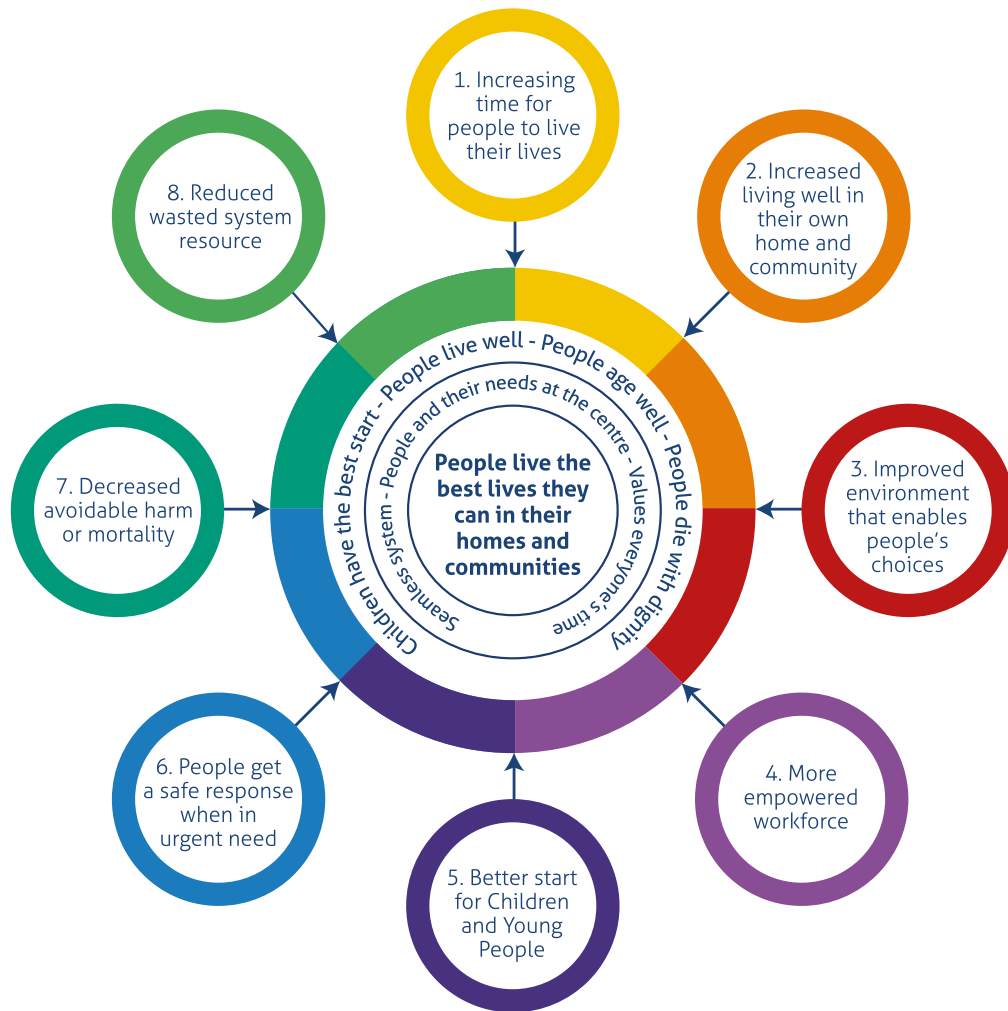 1. Increasing
time for
people to live
their lives
2. Increased
living well in
their own
home and
community
3. Improved
environment
that enables
people's
choices
4. More
empowered
workforce
5. Better start
for Children
and Young
People
6. People get
a safe response
when in
urgent need
7. Decreased
avoidable harm
or mortality
8. Reduced
wasted system
resource
Children have the best start - People live well - People age well - People die with dignity
Seamless system - People and their needs at the centre - Values everyone's time
People live the
best lives they
can in their
homes and
communities